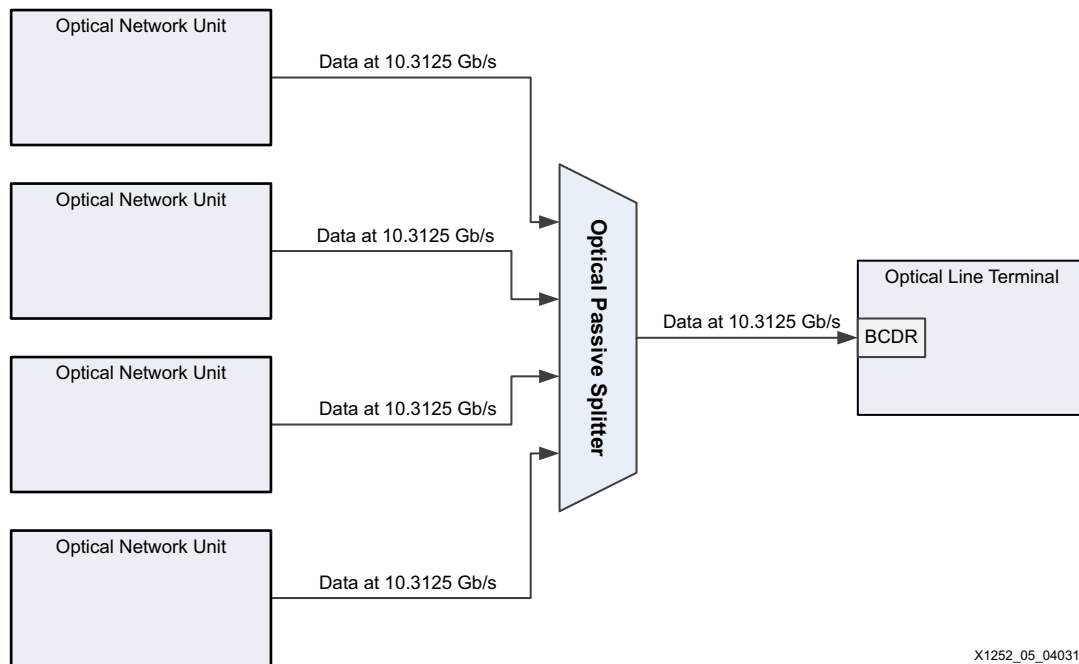 Optical Network Unit
Data at 10.3125 Gb/s
Optical Network Unit
Data at 10.3125 Gb/s
Optical Passive Splitter
Optical Line Terminal
Data at 10.3125 Gb/s
BCDR
Optical Network Unit
Data at 10.3125 Gb/s
Optical Network Unit
Data at 10.3125 Gb/s
X1252_05_04031